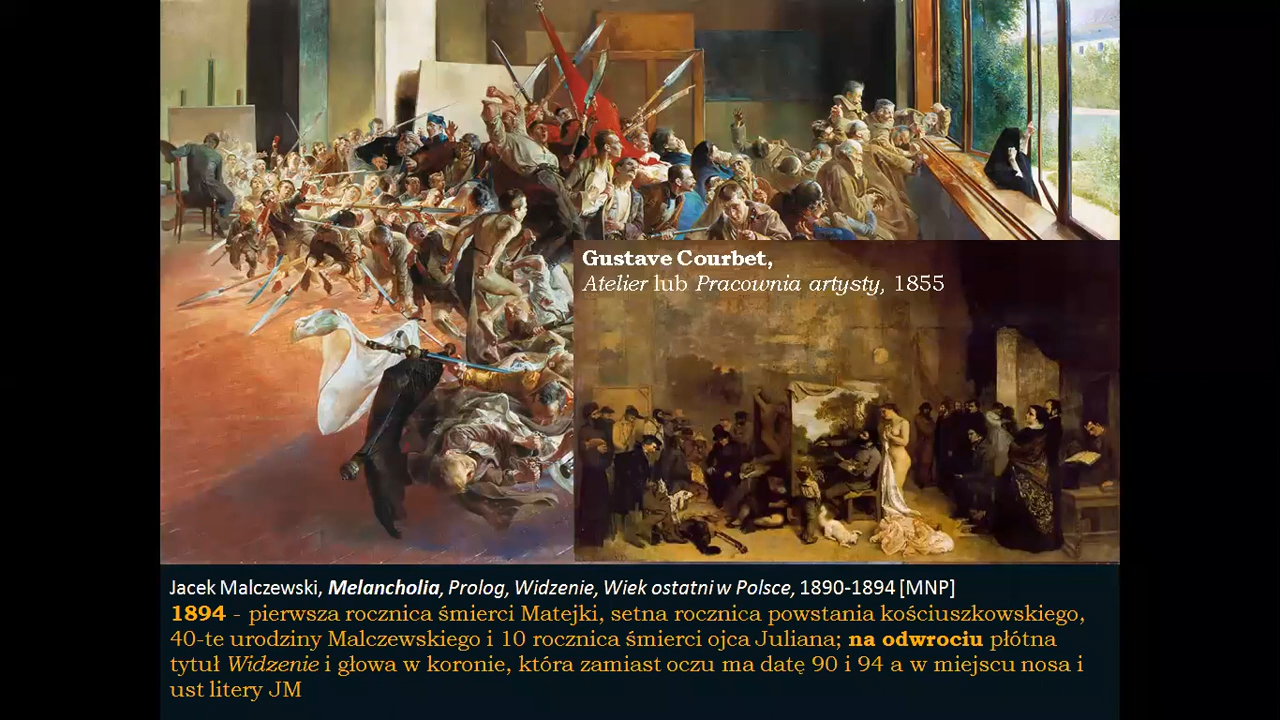 Gustave Courbet,
Atelier lub Pracownia artysty, 1855
Jacek Malczewski, Melancholia, Prolog, Widzenie, Wiek ostatni w Polsce, 1890-1894 [MNP]
1894 - pierwsza rocznica śmierci Matejki, setna rocznica powstania kościuszkowskiego,
40-te urodziny Malczewskiego i 10 rocznica śmierci ojca Juliana; na odwrociu płótna
tytuł Widzenie i głowa w koronie, która zamiast oczu ma datę 90 i 94 a w miejscu nosa i
ust litery JM